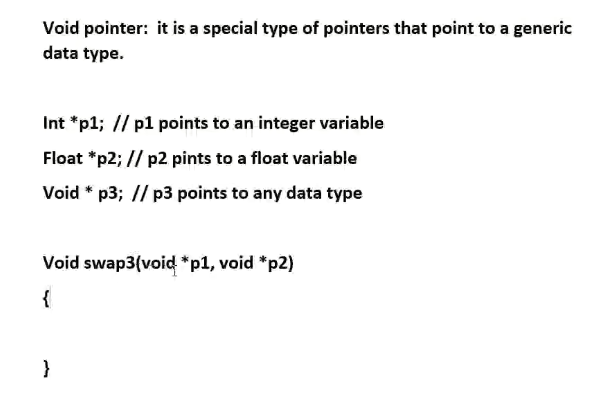 Void pointer:  it is a special type of pointers that point to a generic
data type.
Int *p1;  // p1 points to an integer variable
Float *p2; // p2 pints to a float variable
Void * p3;  // p3 points to any data type
Void swap3(void *p1, void *p2)
{
}